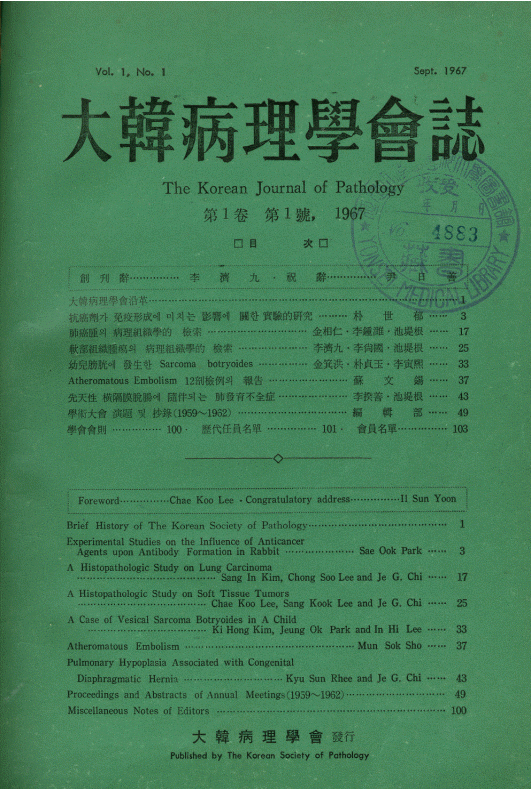 Vol. 1, No. 1
Sept. 1967
大韓病理學會誌
The Korean Journal of Pathology
第1卷 第1號, 1967
□目 次□
創刊辭⋯⋯⋯⋯⋯李濟九 · 祝辭⋯⋯⋯⋯⋯尹日善
大韓病理學會沿革⋯⋯⋯⋯⋯ 1
抗癌劑가 免疫形成에 미치는 影響에 關한 實驗的研究 ⋯⋯⋯ 朴世郁 ⋯⋯ 3
肺癌腫의 病理組織學的 檢索 ⋯⋯⋯⋯⋯ 金相仁 · 李鍾洙 · 池堤根 ⋯⋯ 17
軟部組織腫瘍의 病理組織學的 檢索 ⋯⋯⋯⋯⋯ 李濟九 · 李尙國 · 池堤根 ⋯⋯ 25
幼兒膀胱에 發生한 Sarcoma botryoides ⋯⋯⋯⋯ 金箕洪 · 朴貞玉 · 李寅熙 ⋯⋯ 33
Atheromatous Embolism 12剖檢例의 報告 ⋯⋯⋯⋯⋯ 蘇文錫 ⋯⋯ 37
先天性 橫隔膜脫腸에 隨伴되는 肺發育不全症 ⋯⋯⋯⋯⋯ 李揆善 · 池堤根 ⋯⋯ 43
學術大會 演題 및 抄錄(1959~1962) ⋯⋯⋯⋯⋯ 編輯部 ⋯⋯ 49
學會會則 ⋯⋯⋯⋯⋯ 100 · 歷代任員名單 ⋯⋯⋯⋯⋯ 101 · 會員名單⋯⋯⋯⋯⋯ 103
Foreword⋯⋯⋯⋯⋯Chae Koo Lee · Congratulatory address⋯⋯⋯⋯⋯Il Sun Yoon
Brief History of The Korean Society of Pathology⋯⋯⋯⋯⋯ 1
Experimental Studies on the Influence of Anticancer
Agents upon Antibody Formation in Rabbit ⋯⋯⋯⋯⋯ Sae Ook Park ⋯⋯ 3
A Histopathologic Study on Lung Carcinoma
⋯⋯⋯⋯⋯ Sang In Kim, Chong Soo Lee and Je G. Chi ⋯⋯ 17
A Histopathologic Studies on Soft Tissue Tumors
⋯⋯⋯⋯⋯ Chae Koo Lee, Sang Kook Lee and Je G. Chi ⋯⋯ 25
A Case of Vesical Sarcoma Botryoides in A Child
⋯⋯⋯⋯⋯ Ki Hong Kim, Jeung Ok Park and In Hi Lee ⋯⋯ 33
Atheromatous Embolism ⋯⋯⋯⋯⋯ Mun Sok Sho ⋯⋯ 37
Pulmonary Hypoplasia Associated with Congenital
Diaphragmatic Hernia ⋯⋯⋯⋯⋯ Kyu Sun Rhee and Je G. Chi ⋯⋯ 43
Proceedings and Abstracts of Annual Meetings(1959~1962)⋯⋯⋯⋯⋯ 49
Miscellaneous Notes of Editors ⋯⋯⋯⋯⋯ 100
大韓病理學會 發行
Published by The Korean Society of Pathology
4883
YONSEI MEDICAL LIBRARY